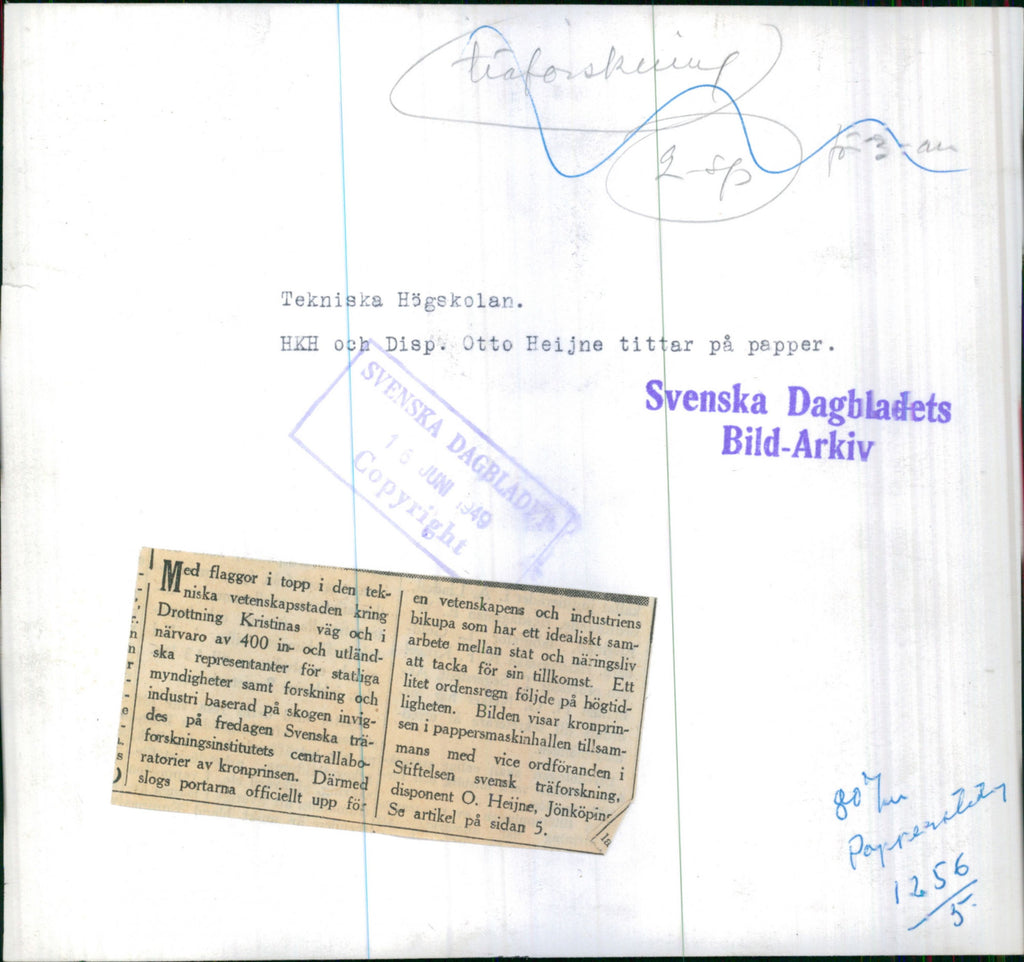 träforskning
2-sp
för 3-an
Tekniska Högskolan.
HKH och Disp. Otto Heijne tittar på papper.
Svenska Dagbladets
Bild-Arkiv
SVENSKA DAGBLADET
16 JUNI 1949
Copyright
Med flaggor i topp i den tek-
niska vetenskapsstaden kring
Drottning Kristinas väg och i
närvaro av 400 in- och utländ-
ska representanter för statliga
myndigheter samt forskning och
industri baserad på skogen invig-
des på fredagen Svenska trä-
forskningsinstitutets centrallabo-
ratorier av kronprinsen. Därmed
slogs portarna officiellt upp för
en vetenskapens och industriens
bikupa som har ett idealiskt sam-
arbete mellan stat och näringsliv
att tacka för sin tillkomst. Ett
litet ordensregn följde på högtid-
ligheten. Bilden visar kronprin-
sen i pappersmaskinhallen tillsam-
mans med vice ordföranden i
Stiftelsen svensk träforskning,
disponent O. Heijne, Jönköping.
Se artikel på sidan 5.
1a
1256
5.